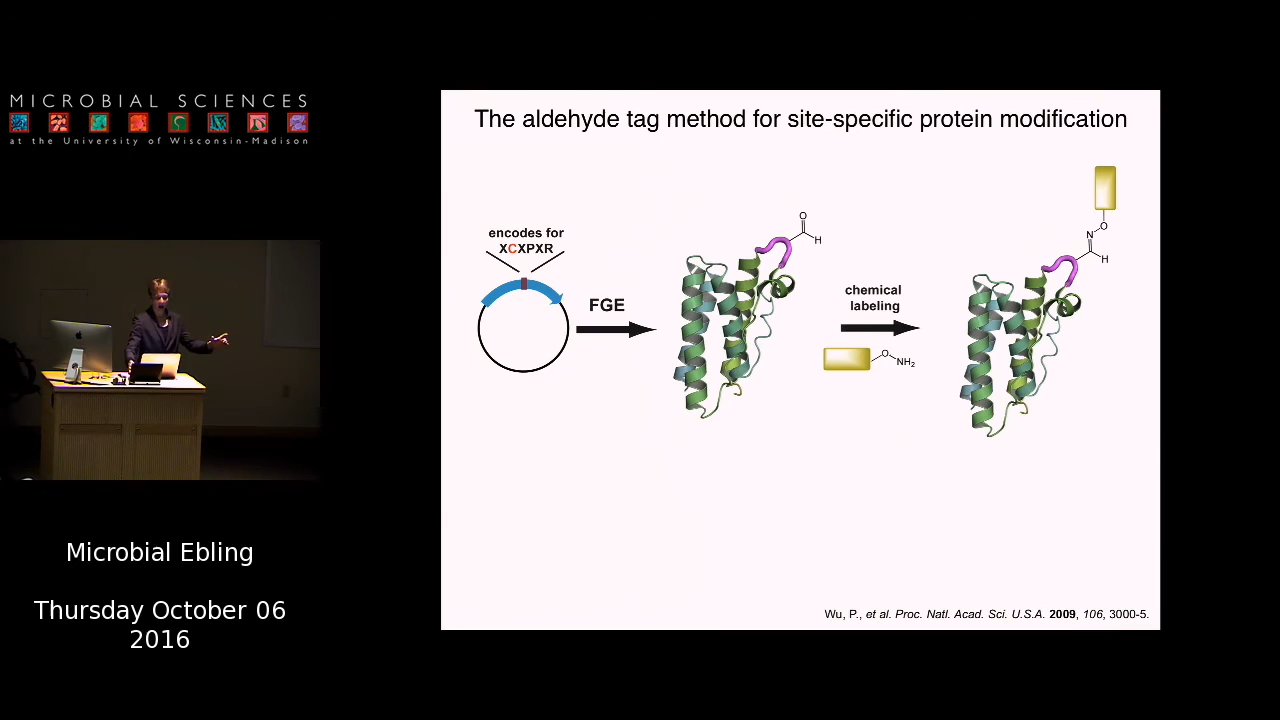 MICROBIAL SCIENCES
at the University of Wisconsin-Madison
Microbial Ebling
Thursday October 06
2016
The aldehyde tag method for site-specific protein modification
encodes for
XCXPXR
FGE
O
H
chemical
labeling
O
NH2
O
N
H
Wu, P., et al. Proc. Natl. Acad. Sci. U.S.A. 2009, 106, 3000-5.